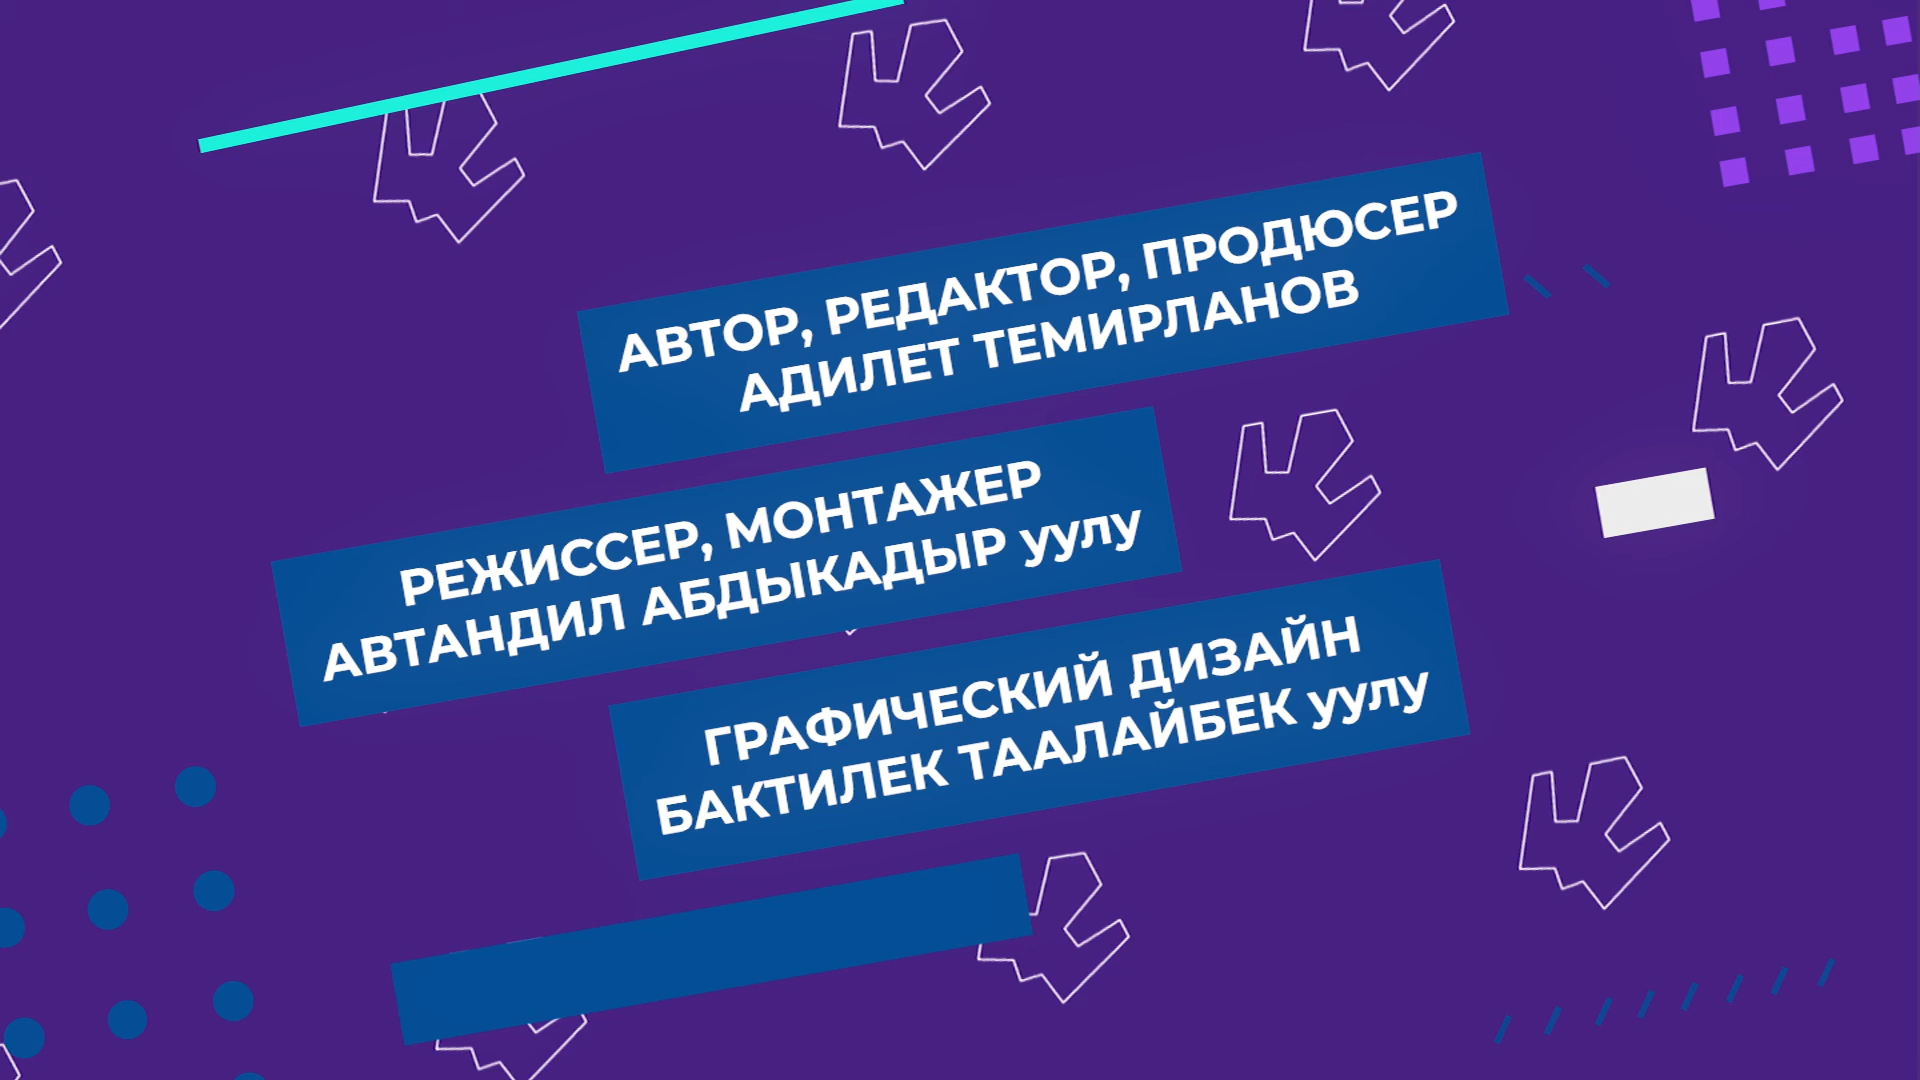 АВТОР, РЕДАКТОР, ПРОДЮСЕР
АДИЛЕТ ТЕМИРЛАНОВ
РЕЖИССЕР, МОНТАЖЕР
АВТАНДИЛ АБДЫКАДЫР уулу
ГРАФИЧЕСКИЙ ДИЗАЙН
БАКТИЛЕК ТААЛАЙБЕК уулу